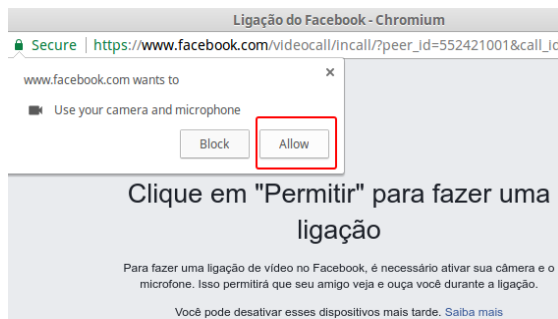 Ligação do Facebook - Chromium
Secure | https://www.facebook.com/videocall/incall/?peer_id=552421001&call_id
www.facebook.com wants to
×
Use your camera and microphone
Block Allow
Clique em "Permitir" para fazer uma
ligação
Para fazer uma ligação de vídeo no Facebook, é necessário ativar sua câmera e o
microfone. Isso permitirá que seu amigo veja e ouça você durante a ligação.
Você pode desativar esses dispositivos mais tarde. Saiba mais